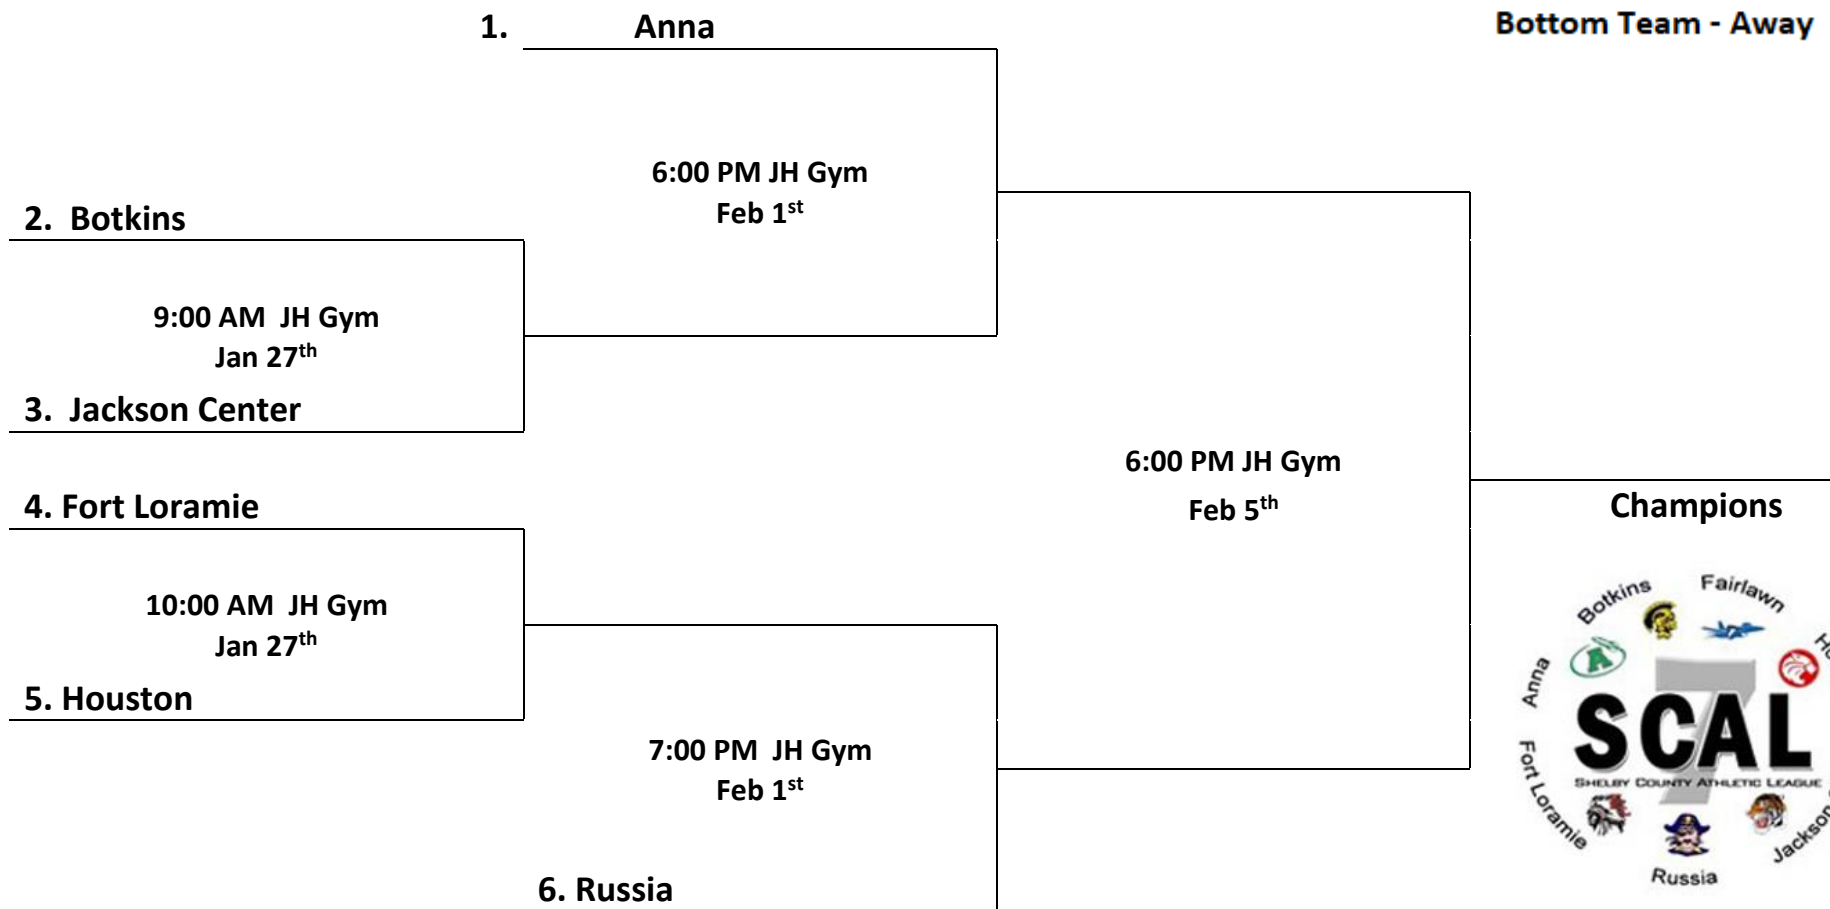 1. Anna
Bottom Team - Away
6:00 PM JH Gym
Feb 1st
2. Botkins
9:00 AM JH Gym
Jan 27th
3. Jackson Center
6:00 PM JH Gym
Feb 5th
4. Fort Loramie
Champions
10:00 AM JH Gym
Jan 27th
5. Houston
7:00 PM JH Gym
Feb 1st
6. Russia
Botkins
Fairlawn
Anna
A
7
SCAL
SHELBY COUNTY ATHLETIC LEAGUE
Fort Loramie
Jackson
Russia